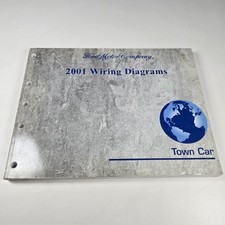 Ford Motor Company
2001 Wiring Diagrams
Town Car